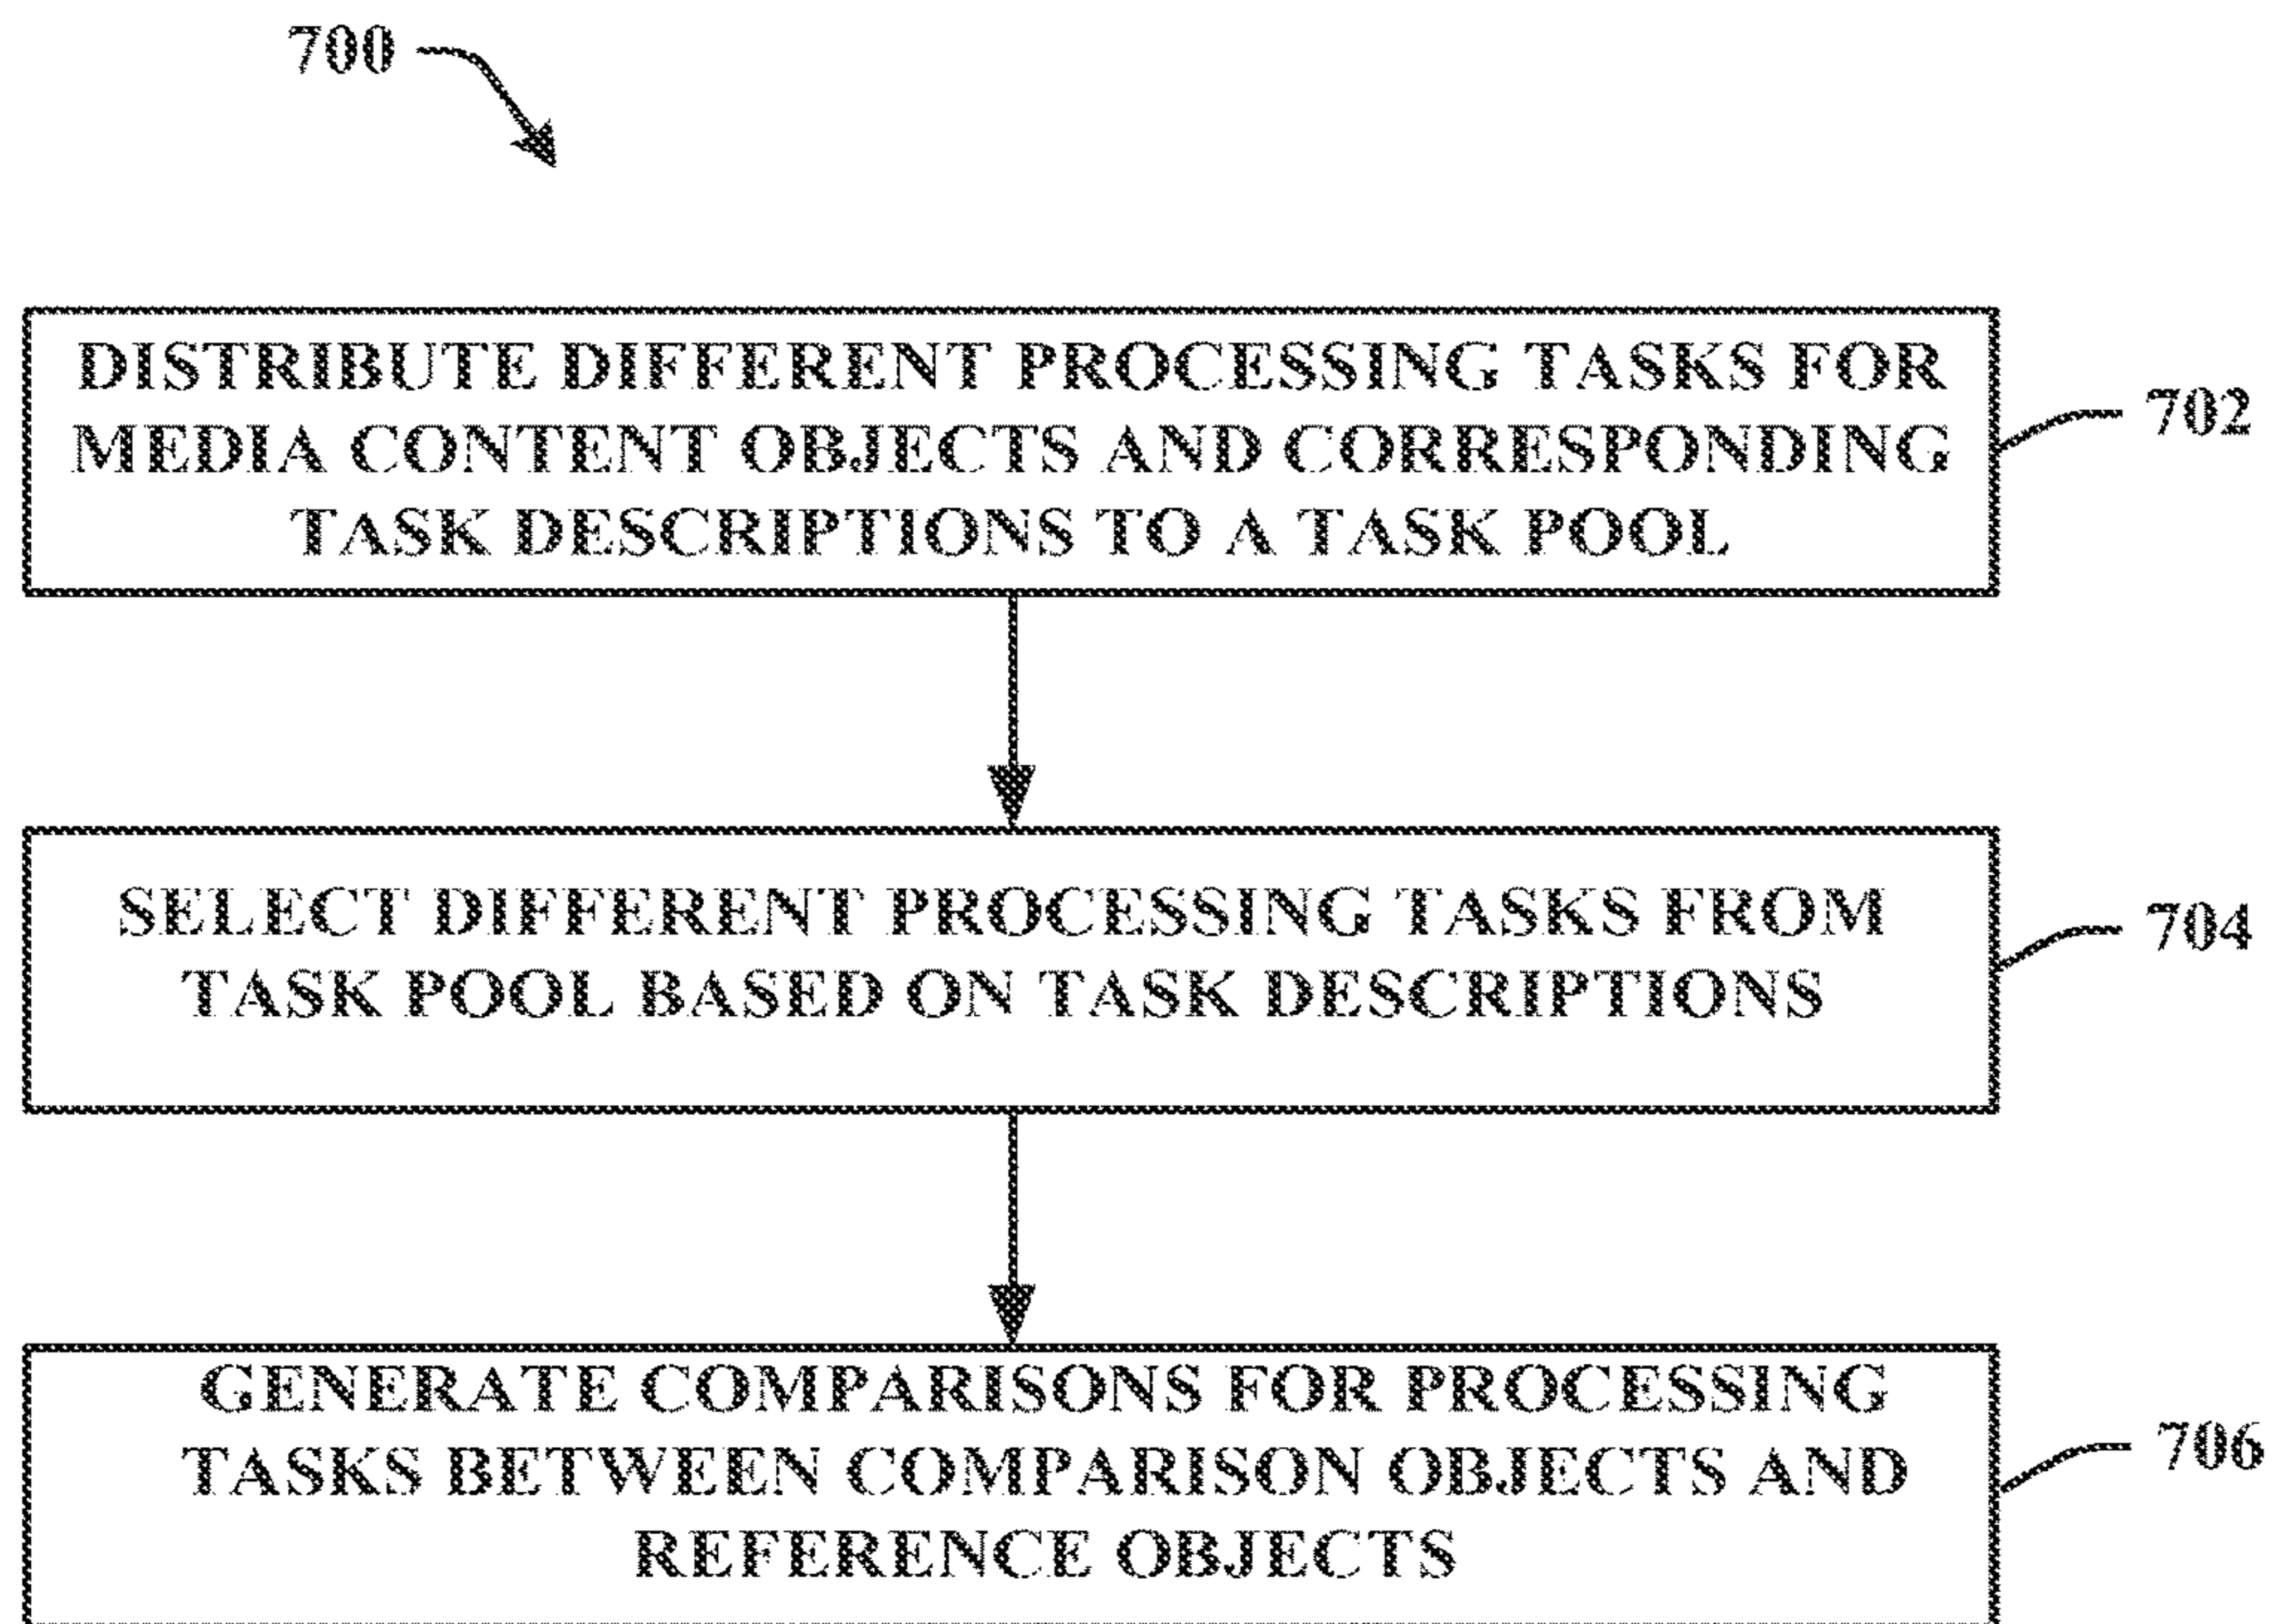 700
DISTRIBUTE DIFFERENT PROCESSING TASKS FOR
MEDIA CONTENT OBJECTS AND CORRESPONDING
TASK DESCRIPTIONS TO A TASK POOL
702
SELECT DIFFERENT PROCESSING TASKS FROM
TASK POOL BASED ON TASK DESCRIPTIONS
704
GENERATE COMPARISONS FOR PROCESSING
TASKS BETWEEN COMPARISON OBJECTS AND
REFERENCE OBJECTS
706